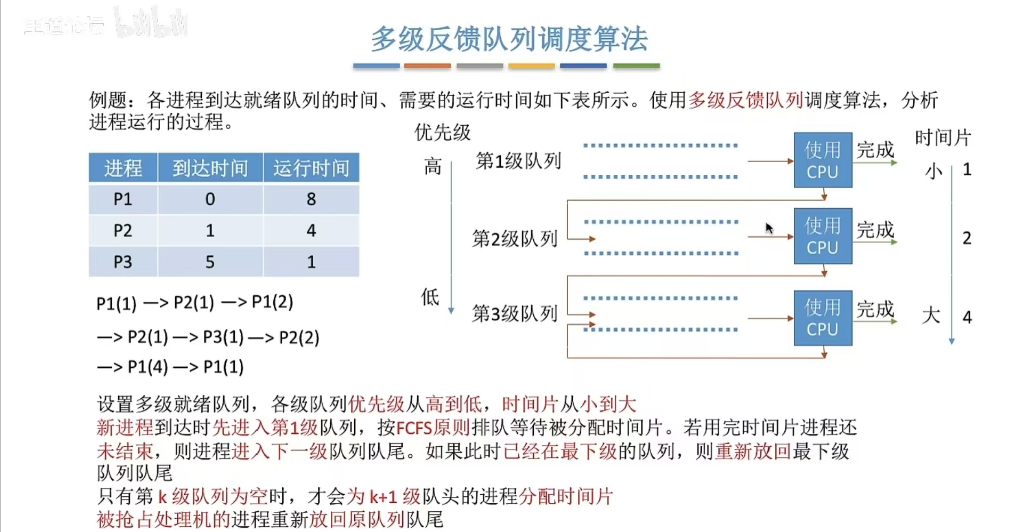 王道论坛 bilibili
多级反馈队列调度算法
例题：各进程到达就绪队列的时间、需要的运行时间如下表所示。使用多级反馈队列调度算法，分析
进程运行的过程。
进程 到达时间 运行时间
P1 0 8
P2 1 4
P3 5 1
P1(1) —> P2(1) —> P1(2)
—> P2(1) —> P3(1) —> P2(2)
—> P1(4) —> P1(1)
优先级
高
低
第1级队列
使用
CPU
完成
第2级队列
使用
CPU
完成
第3级队列
使用
CPU
完成
时间片
小 1
2
大 4
设置多级就绪队列，各级队列优先级从高到低，时间片从小到大
新进程到达时先进入第1级队列，按FCFS原则排队等待被分配时间片。若用完时间片进程还
未结束，则进程进入下一级队列队尾。如果此时已经在最下级的队列，则重新放回最下级
队列队尾
只有第 k 级队列为空时，才会为 k+1 级队头的进程分配时间片
被抢占处理机的进程重新放回原队列队尾